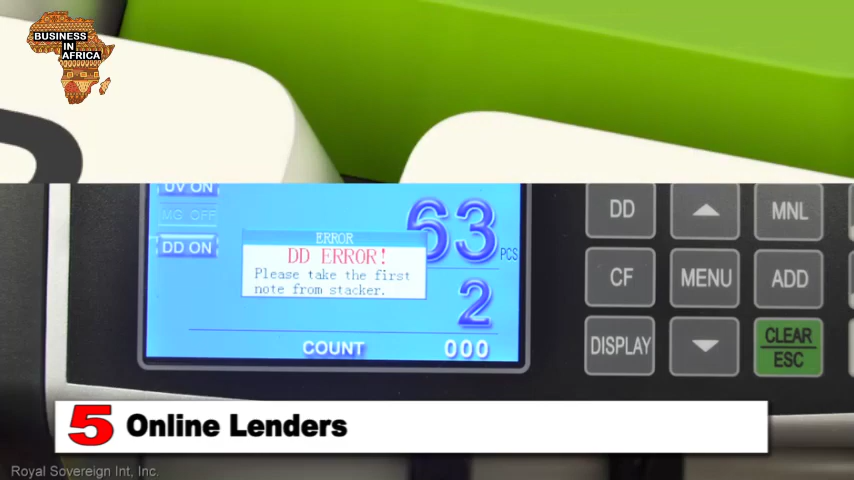 BUSINESS
IN
AFRICA
UV ON
MG OFF
DD ON
63
PCS
ERROR
DD ERROR!
Please take the first
note from stacker.
2
COUNT 000
DD
MNL
CF
MENU
ADD
DISPLAY
CLEAR
ESC
5 Online Lenders
Royal Sovereign Int, Inc.